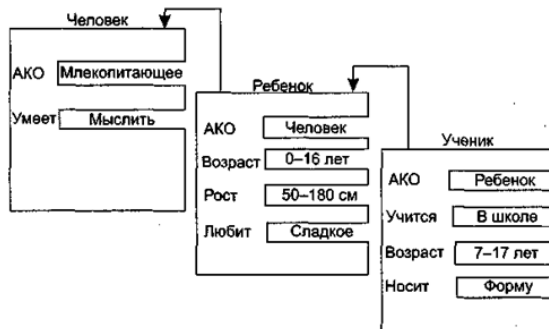 Человек
АКО Млекопитающее
Умеет Мыслить
Ребенок
АКО Человек
Возраст 0–16 лет
Рост 50–180 см
Любит Сладкое
Ученик
АКО Ребенок
Учится В школе
Возраст 7–17 лет
Носит Форму